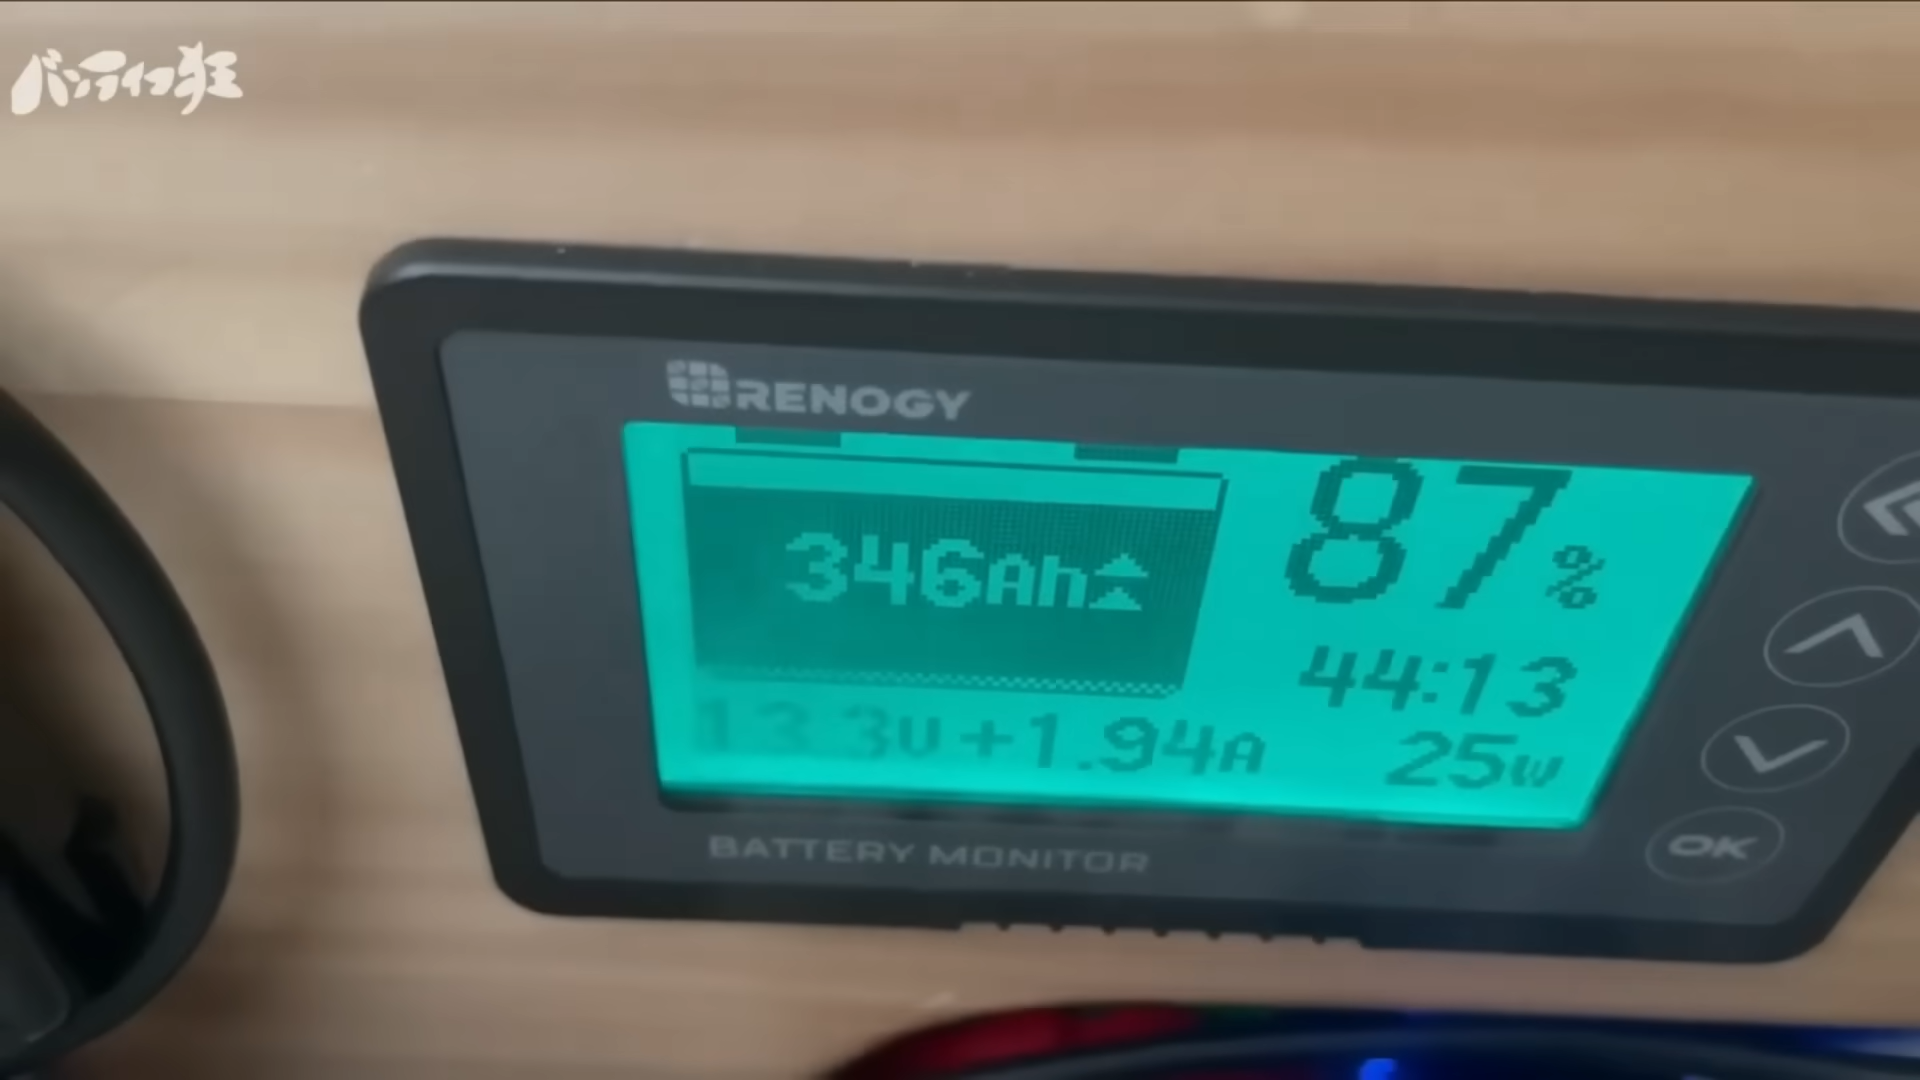 バンライフ狂
RENOGY
346Ah
87%
44:13
13.3V+1.94A
25W
BATTERY MONITOR
OK